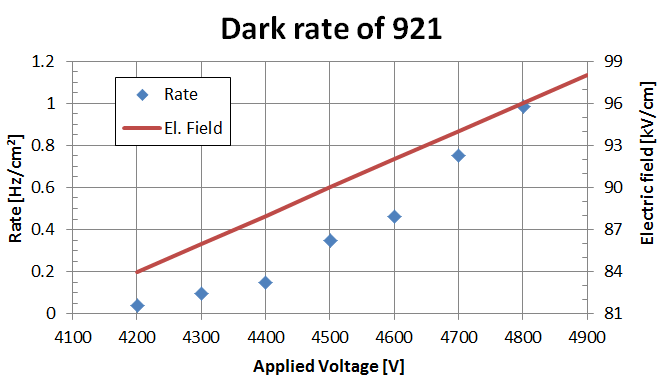 Dark rate of 921
Rate [Hz/cm²]
1.2
1
0.8
0.6
0.4
0.2
0
Rate
El. Field
99
96
93
90
87
84
81
Electric field [kV/cm]
4100 4200 4300 4400 4500 4600 4700 4800 4900
Applied Voltage [V]